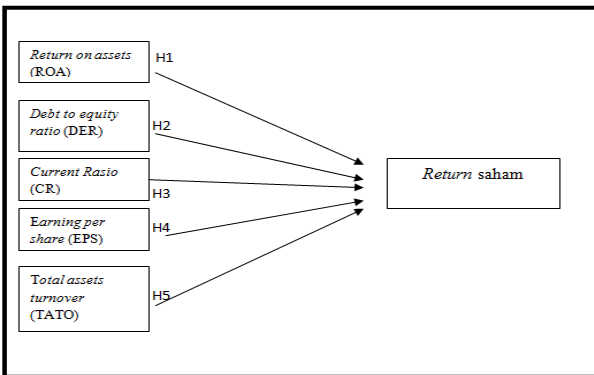 Return on assets
(ROA)
H1
Debt to equity
ratio (DER)
H2
Current Rasio
(CR)
H3
Earning per
share (EPS)
H4
Total assets
turnover
(TATO)
H5
Return saham